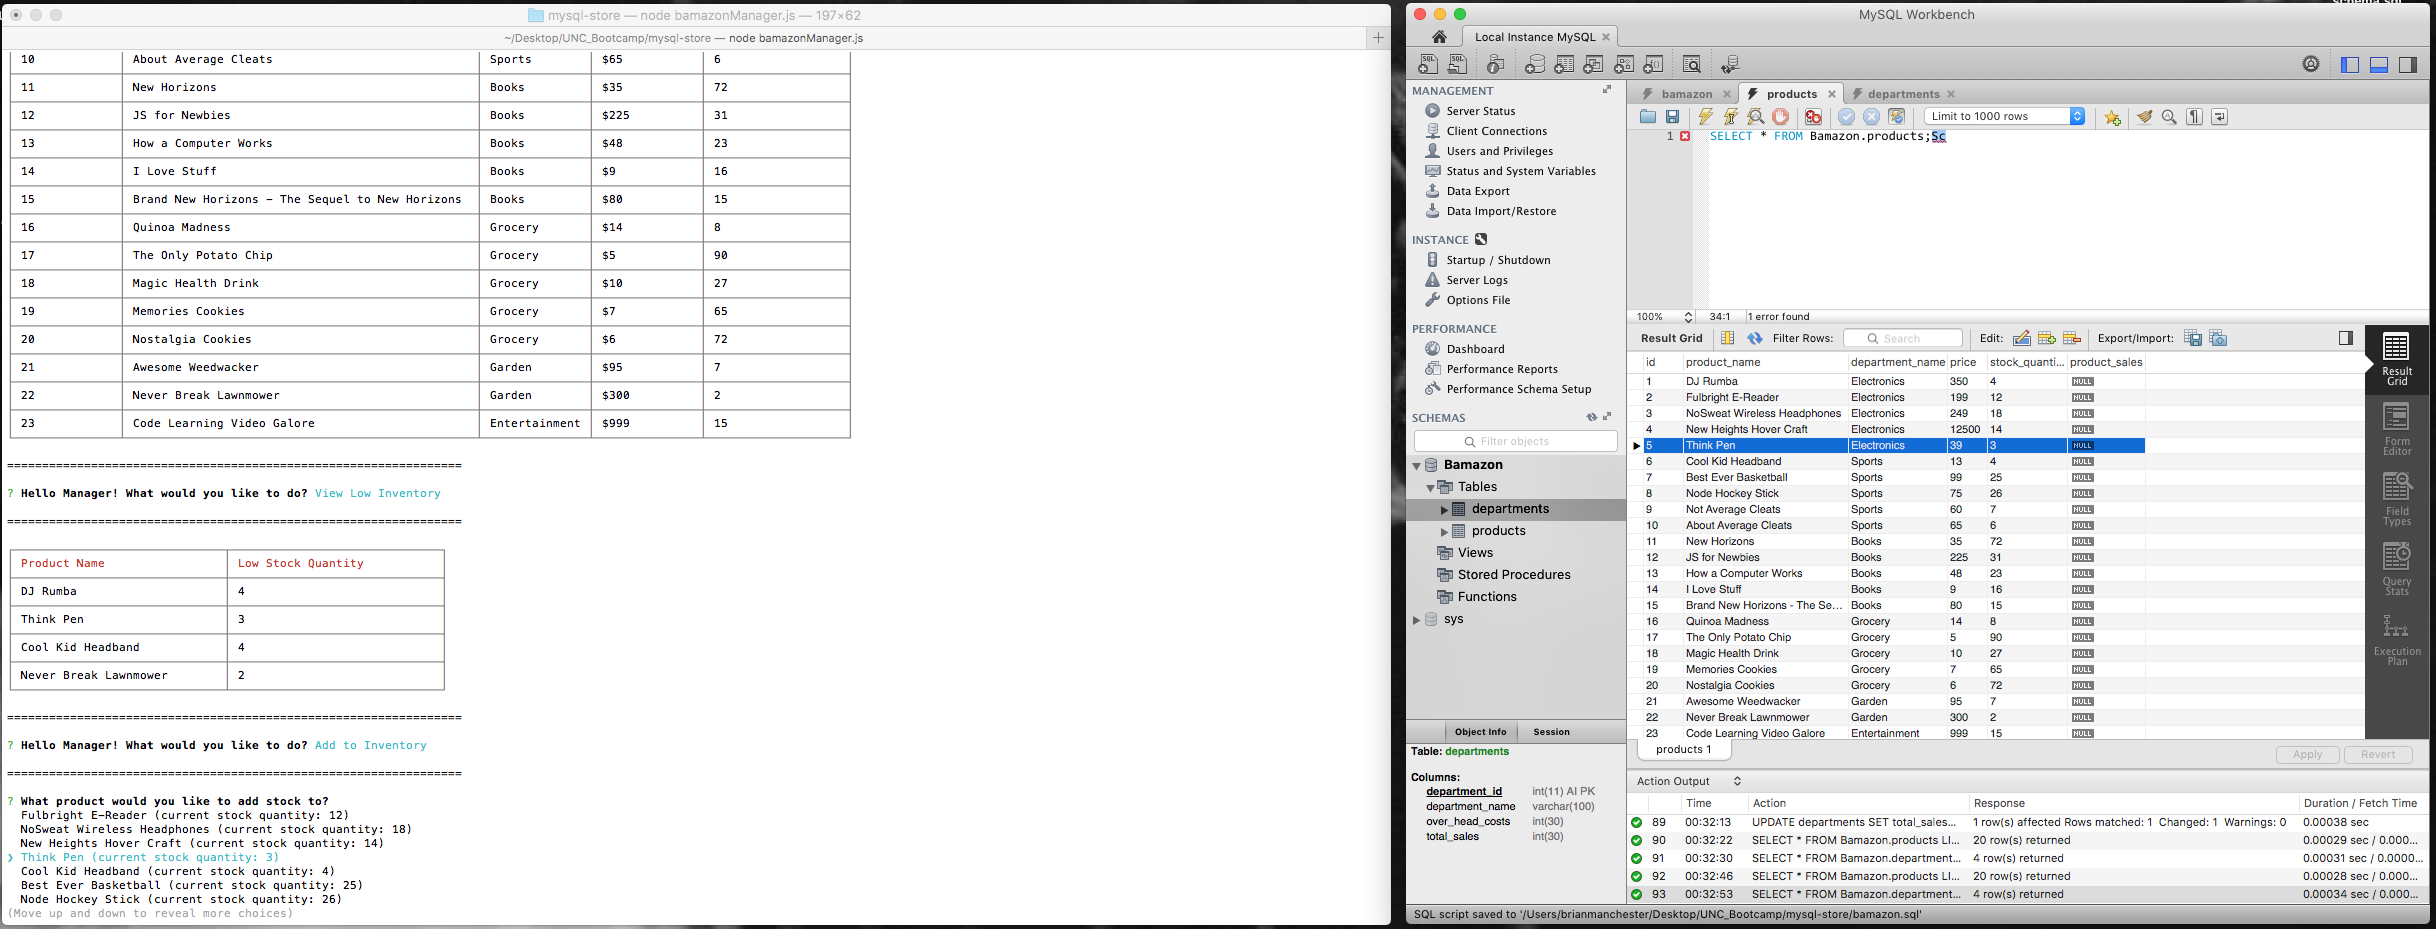 mysql-store — node bamazonManager.js — 197×62
~/Desktop/UNC_Bootcamp/mysql-store — node bamazonManager.js
10 About Average Cleats Sports $65 6
11 New Horizons Books $35 72
12 JS for Newbies Books $225 31
13 How a Computer Works Books $48 23
14 I Love Stuff Books $9 16
15 Brand New Horizons - The Sequel to New Horizons Books $80 15
16 Quinoa Madness Grocery $14 8
17 The Only Potato Chip Grocery $5 90
18 Magic Health Drink Grocery $10 27
19 Memories Cookies Grocery $7 65
20 Nostalgia Cookies Grocery $6 72
21 Awesome Weedwacker Garden $95 7
22 Never Break Lawnmower Garden $300 2
23 Code Learning Video Galore Entertainment $999 15
=================================================================
? Hello Manager! What would you like to do? View Low Inventory
=================================================================
Product Name Low Stock Quantity
DJ Rumba 4
Think Pen 3
Cool Kid Headband 4
Never Break Lawnmower 2
=================================================================
? Hello Manager! What would you like to do? Add to Inventory
=================================================================
? What product would you like to add stock to?
Fulbright E-Reader (current stock quantity: 12)
NoSweat Wireless Headphones (current stock quantity: 18)
New Heights Hover Craft (current stock quantity: 14)
❯ Think Pen (current stock quantity: 3)
Cool Kid Headband (current stock quantity: 4)
Best Ever Basketball (current stock quantity: 25)
Node Hockey Stick (current stock quantity: 26)
(Move up and down to reveal more choices)
MySQL Workbench
Local Instance MySQL
MANAGEMENT
Server Status
Client Connections
Users and Privileges
Status and System Variables
Data Export
Data Import/Restore
INSTANCE
Startup / Shutdown
Server Logs
Options File
PERFORMANCE
Dashboard
Performance Reports
Performance Schema Setup
SCHEMAS
Filter objects
Bamazon
Tables
departments
products
Views
Stored Procedures
Functions
sys
Object Info Session
Table: departments
Columns:
department_id int(11) AI PK
department_name varchar(100)
over_head_costs int(30)
total_sales int(30)
bamazon products departments
Limit to 1000 rows
1 SELECT * FROM Bamazon.products;Sc
100% 34:1 1 error found
Result Grid Filter Rows: Search Edit: Export/Import:
id product_name department_name price stock_quanti... product_sales
1 DJ Rumba Electronics 350 4 NULL
2 Fulbright E-Reader Electronics 199 12 NULL
3 NoSweat Wireless Headphones Electronics 249 18 NULL
4 New Heights Hover Craft Electronics 12500 14 NULL
5 Think Pen Electronics 39 3 NULL
6 Cool Kid Headband Sports 13 4 NULL
7 Best Ever Basketball Sports 99 25 NULL
8 Node Hockey Stick Sports 75 26 NULL
9 Not Average Cleats Sports 60 7 NULL
10 About Average Cleats Sports 65 6 NULL
11 New Horizons Books 35 72 NULL
12 JS for Newbies Books 225 31 NULL
13 How a Computer Works Books 48 23 NULL
14 I Love Stuff Books 9 16 NULL
15 Brand New Horizons - The Se... Books 80 15 NULL
16 Quinoa Madness Grocery 14 8 NULL
17 The Only Potato Chip Grocery 5 90 NULL
18 Magic Health Drink Grocery 10 27 NULL
19 Memories Cookies Grocery 7 65 NULL
20 Nostalgia Cookies Grocery 6 72 NULL
21 Awesome Weedwacker Garden 95 7 NULL
22 Never Break Lawnmower Garden 300 2 NULL
23 Code Learning Video Galore Entertainment 999 15 NULL
Result Grid
Form Editor
Field Types
Query Stats
Execution Plan
products 1 Apply Revert
Action Output
Time Action Response Duration / Fetch Time
89 00:32:13 UPDATE departments SET total_sales... 1 row(s) affected Rows matched: 1 Changed: 1 Warnings: 0 0.00038 sec
90 00:32:22 SELECT * FROM Bamazon.products LI... 20 row(s) returned 0.00029 sec / 0.000...
91 00:32:30 SELECT * FROM Bamazon.department... 4 row(s) returned 0.00031 sec / 0.0000...
92 00:32:46 SELECT * FROM Bamazon.products LI... 20 row(s) returned 0.00028 sec / 0.000...
93 00:32:53 SELECT * FROM Bamazon.department... 4 row(s) returned 0.00034 sec / 0.000...
SQL script saved to '/Users/brianmanchester/Desktop/UNC_Bootcamp/mysql-store/bamazon.sql'